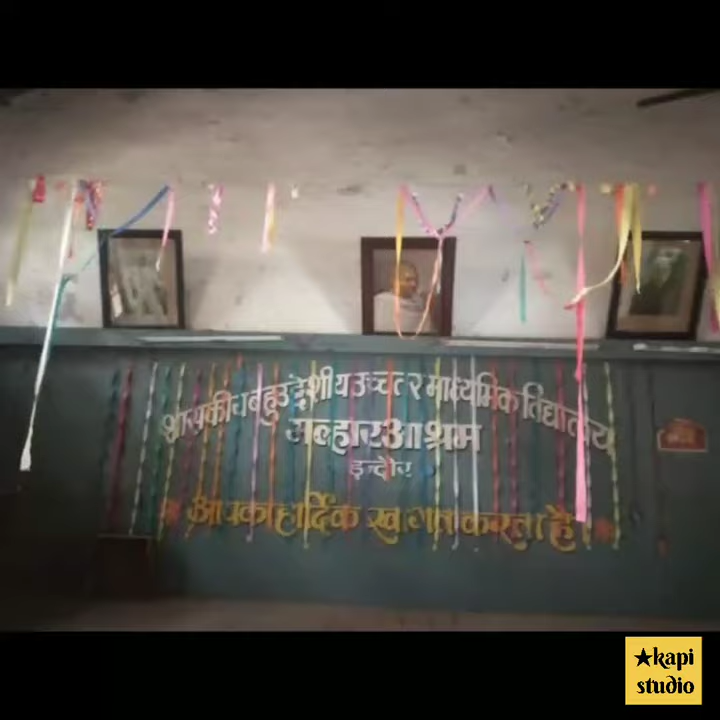 शासकीय बहुउद्देशीय उच्चतर माध्यमिक विद्यालय
मल्हार आश्रम
इन्दौर
आपका हार्दिक स्वागत करता है।
★kapi
studio